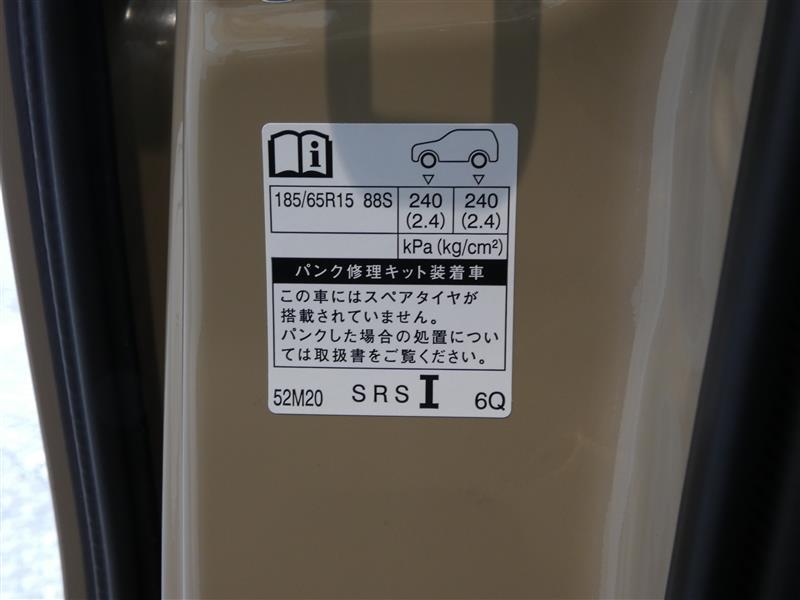 i
185/65R15 88S 240 240
(2.4) (2.4)
kPa (kg/cm²)
パンク修理キット装着車
この車にはスペアタイヤが
搭載されていません。
パンクした場合の処置につい
ては取扱書をご覧ください。
52M20 SRS I 6Q